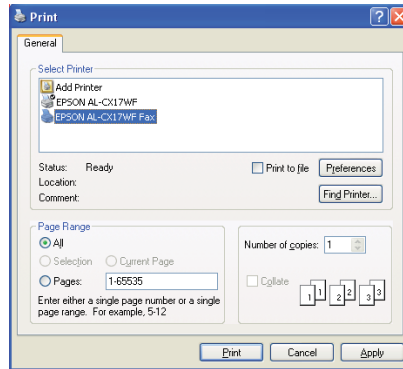 Print
General
Select Printer
Add Printer
EPSON AL-CX17WF
EPSON AL-CX17WF Fax
Status: Ready
Location:
Comment:
Print to file
Preferences
Find Printer...
Page Range
All
Selection
Current Page
Pages: 1-65535
Enter either a single page number or a single
page range. For example, 5-12
Number of copies: 1
Collate
1 1 2 2 3 3
Print Cancel Apply